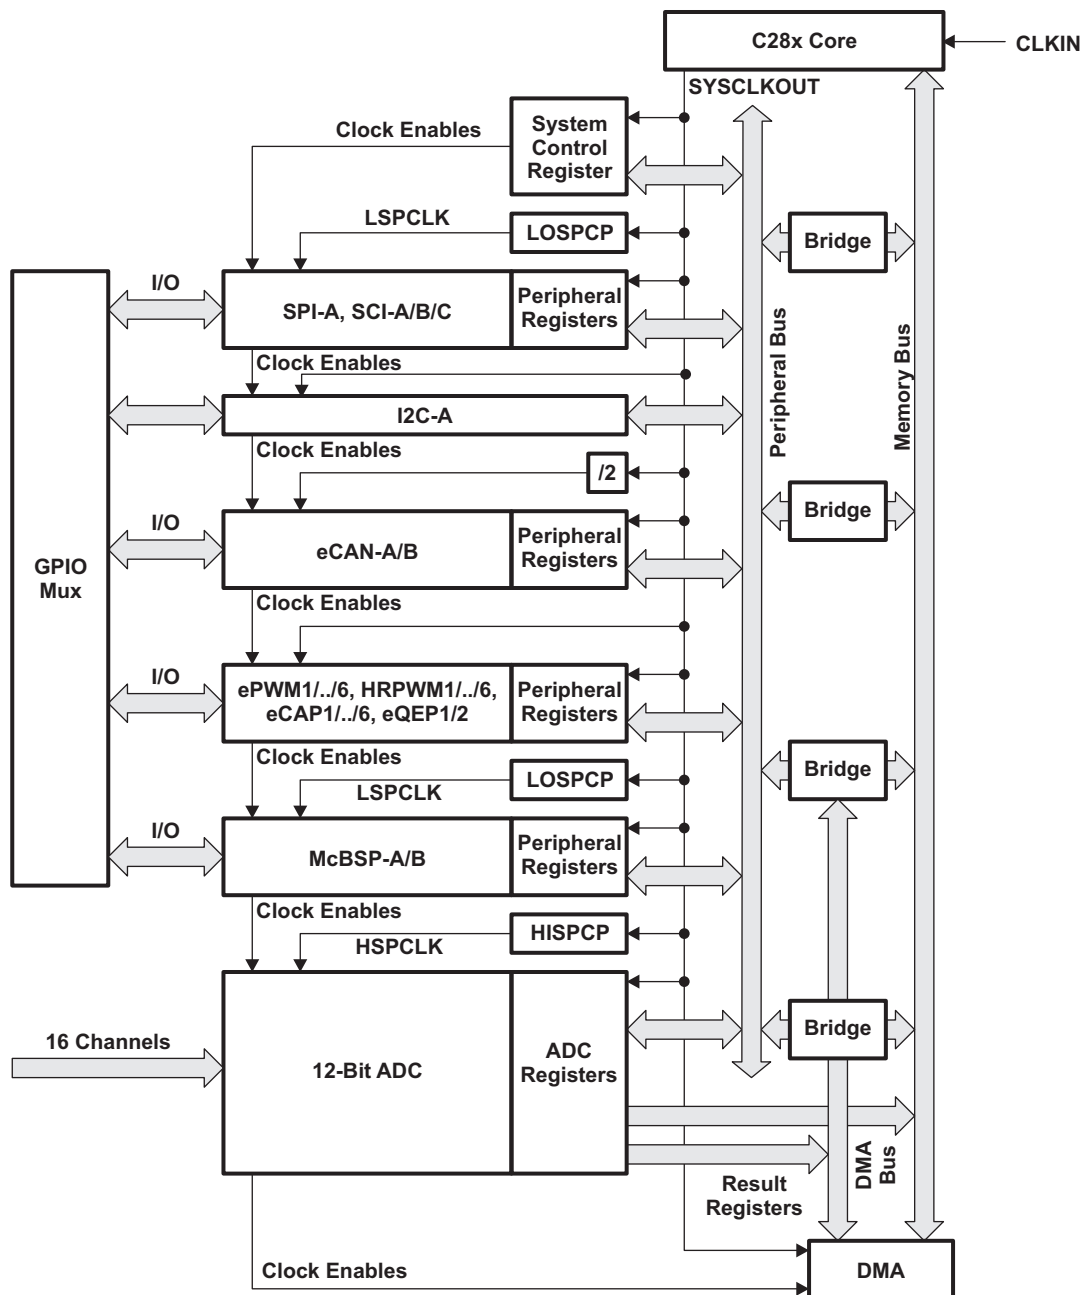 C28x Core
CLKIN
SYSCLKOUT
Clock Enables
System
Control
Register
LSPCLK
LOSPCP
Bridge
I/O
SPI-A, SCI-A/B/C
Peripheral
Registers
Peripheral Bus
Memory Bus
Clock Enables
I2C-A
Clock Enables
/2
Bridge
I/O
eCAN-A/B
Peripheral
Registers
GPIO
Mux
Clock Enables
I/O
ePWM1/../6, HRPWM1/../6,
eCAP1/../6, eQEP1/2
Peripheral
Registers
Clock Enables
LSPCLK
LOSPCP
Bridge
I/O
McBSP-A/B
Peripheral
Registers
Clock Enables
HSPCLK
HISPCP
16 Channels
12-Bit ADC
ADC
Registers
Bridge
DMA
Bus
Result
Registers
Clock Enables
DMA